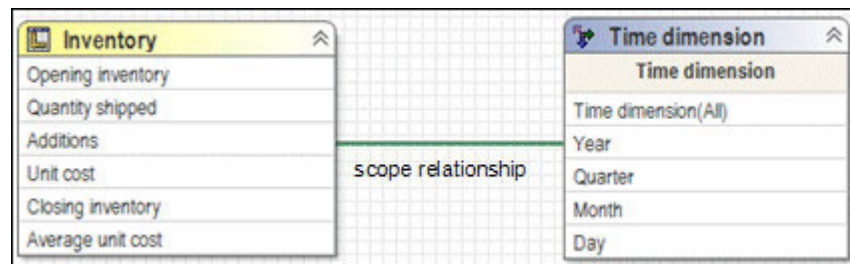 Inventory
Opening inventory
Quantity shipped
Additions
Unit cost
Closing inventory
Average unit cost
scope relationship
Time dimension
Time dimension
Time dimension(All)
Year
Quarter
Month
Day